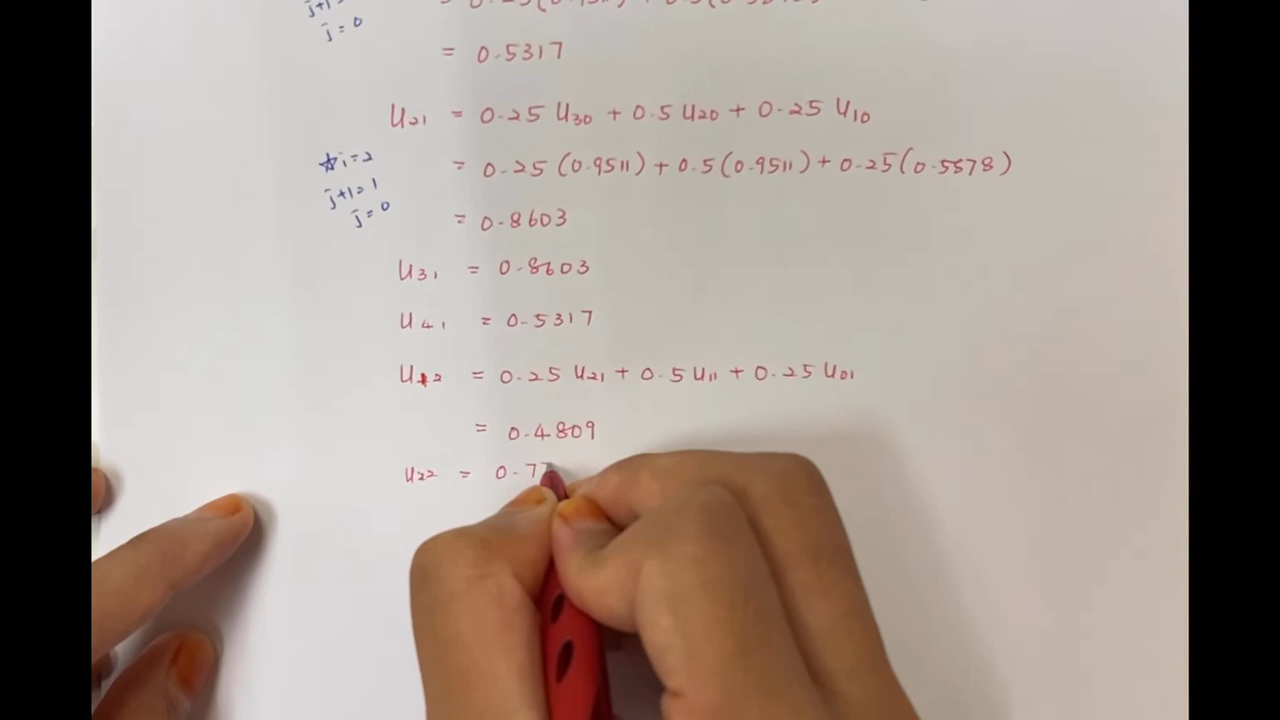 j+1=
j=0
= 0.5317
U21 = 0.25 U30 + 0.5 U20 + 0.25 U10
☆i=2
= 0.25 (0.9511) + 0.5 (0.9511) + 0.25 (0.5878)
j+1=1
j=0
= 0.8603
U31 = 0.8603
U41 = 0.5317
U12 = 0.25 U21 + 0.5 U11 + 0.25 U01
= 0.4809
U22 = 0.77